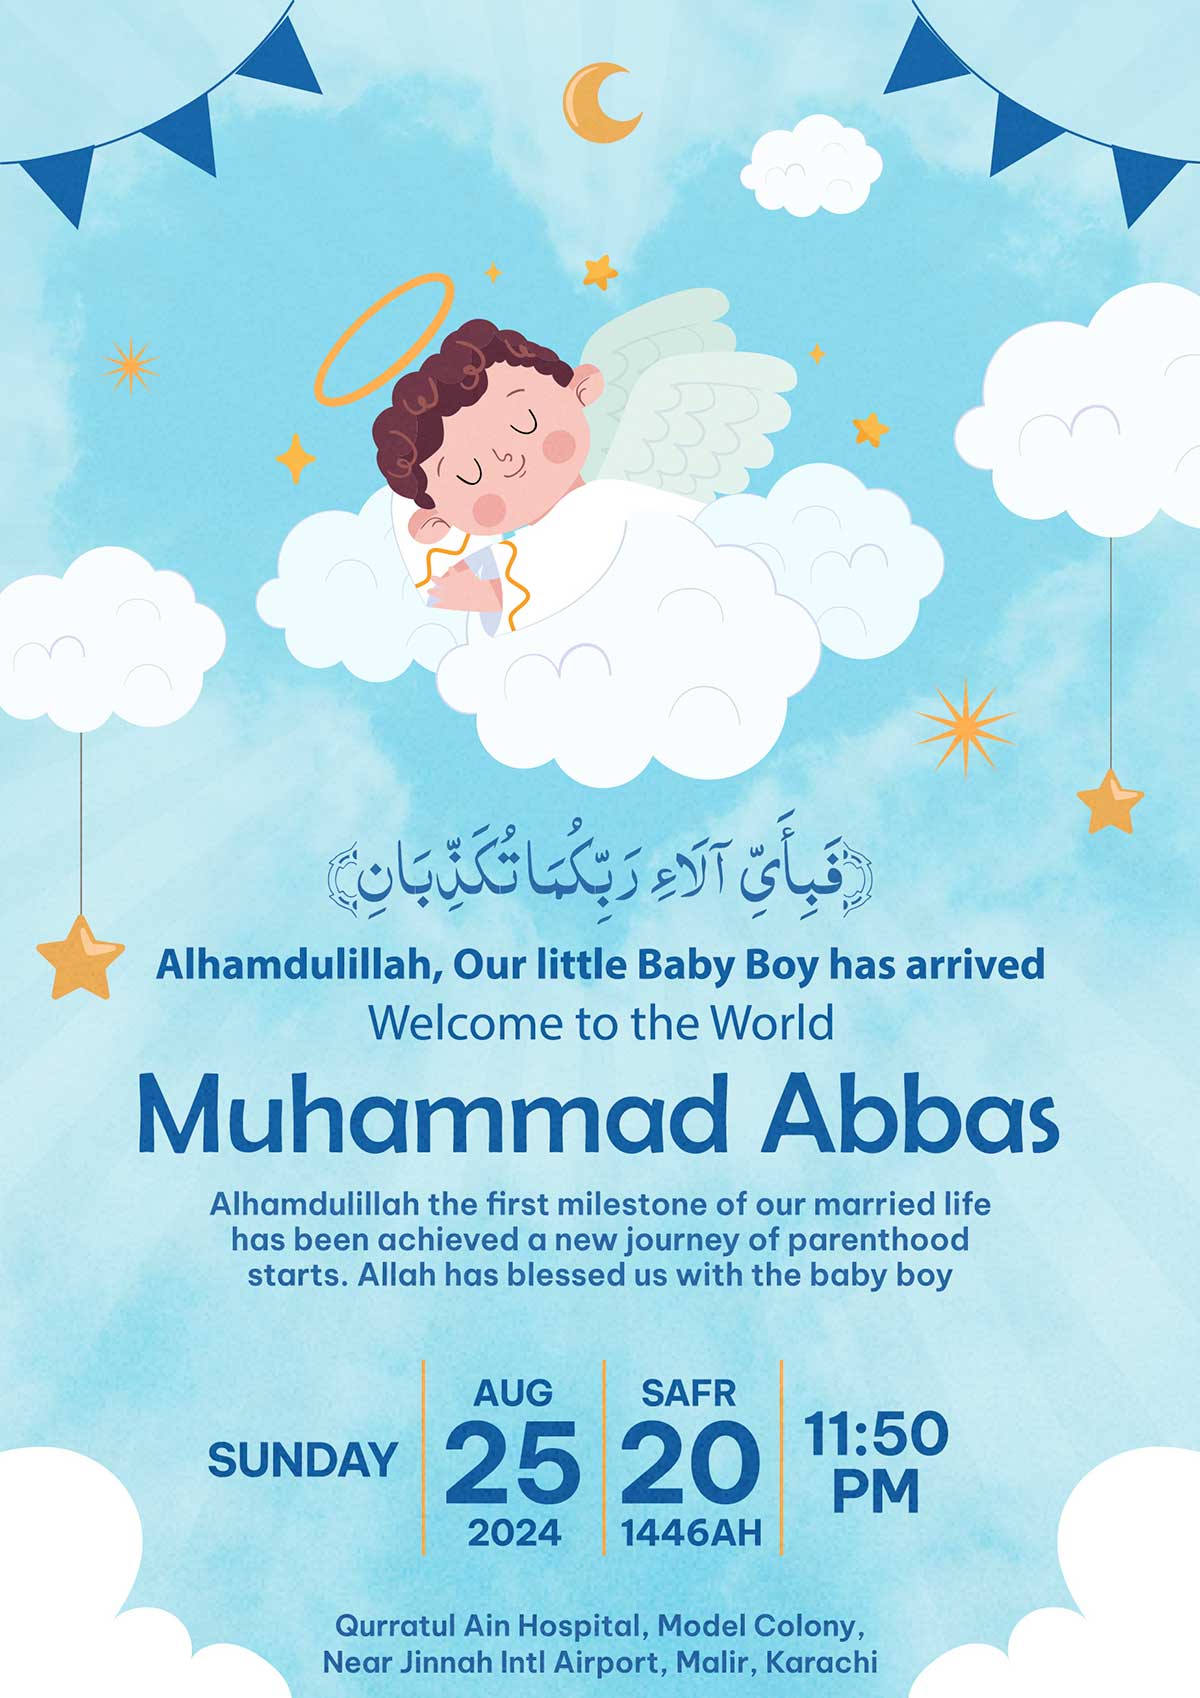 ﴿فَبِأَيِّ آلَاءِ رَبِّكُمَا تُكَذِّبَانِ﴾
Alhamdulillah, Our little Baby Boy has arrived
Welcome to the World
Muhammad Abbas
Alhamdulillah the first milestone of our married life
has been achieved a new journey of parenthood
starts. Allah has blessed us with the baby boy
SUNDAY
AUG
25
2024
SAFR
20
1446AH
11:50
PM
Qurratul Ain Hospital, Model Colony,
Near Jinnah Intl Airport, Malir, Karachi